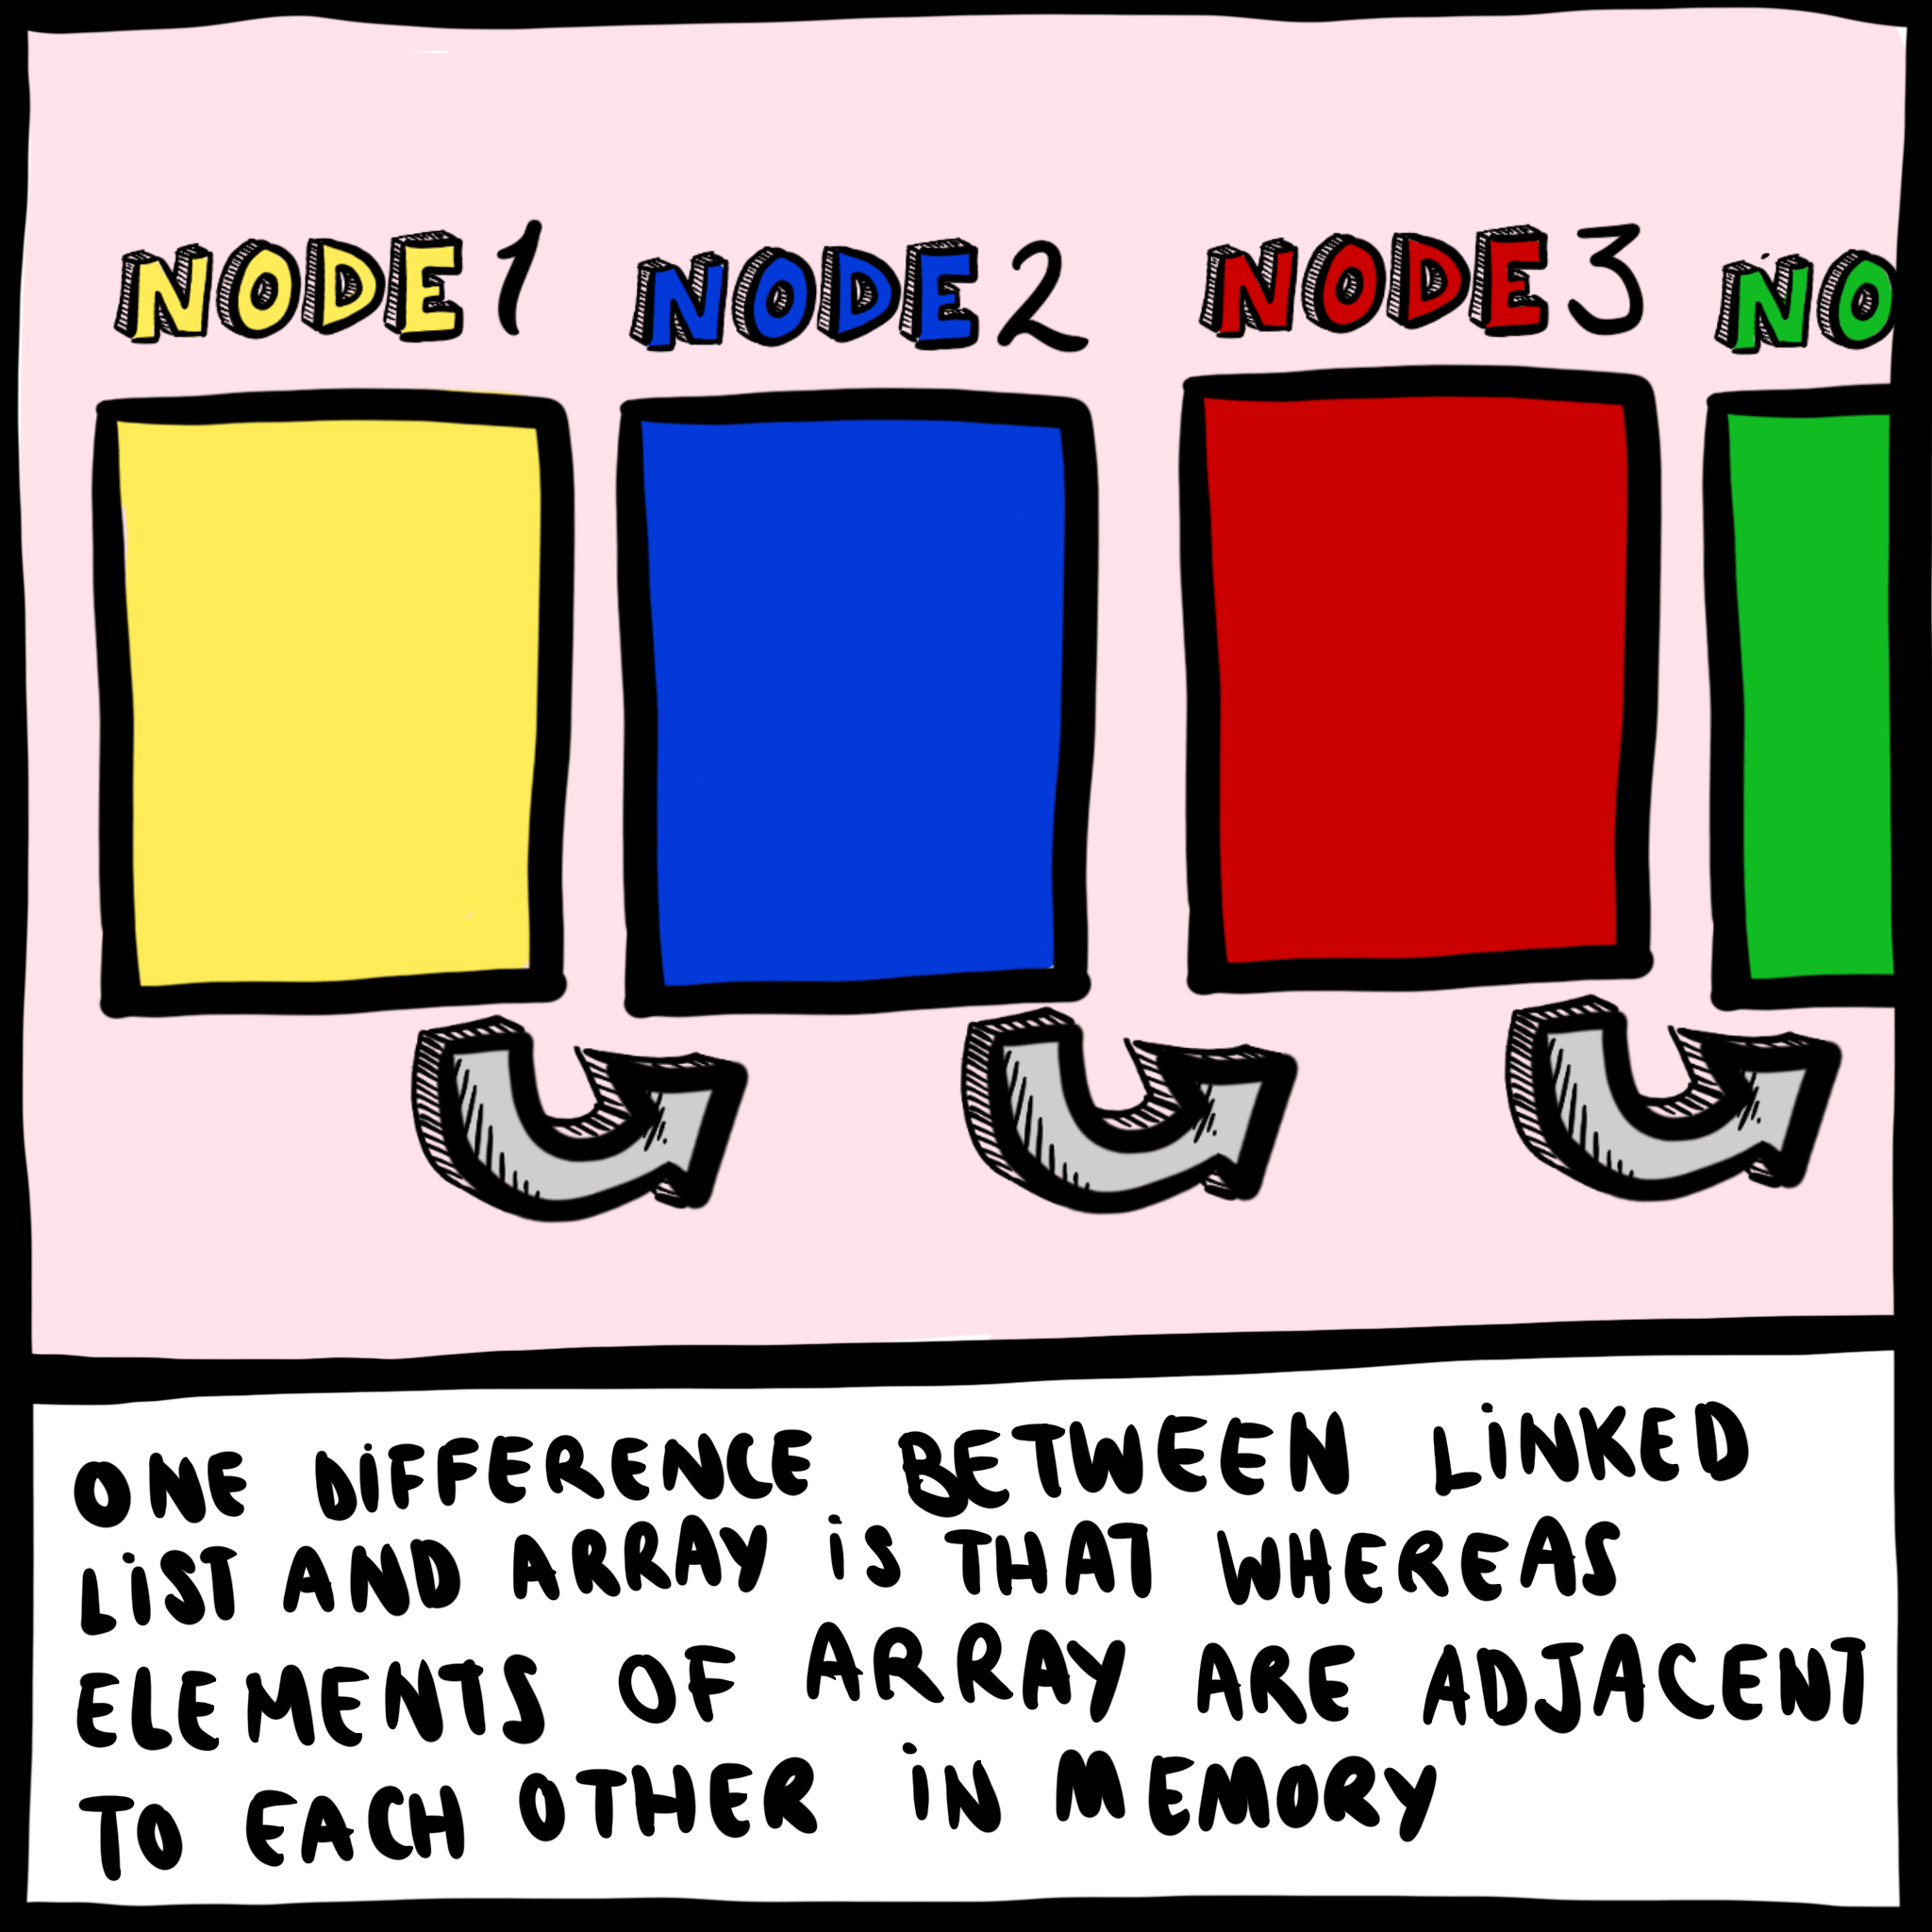 NODE 1 NODE 2 NODE 3 NO
ONE DIFFERENCE BETWEEN LINKED
LIST AND ARRAY IS THAT WHEREAS
ELEMENTS OF ARRAY ARE ADJACENT
TO EACH OTHER IN MEMORY